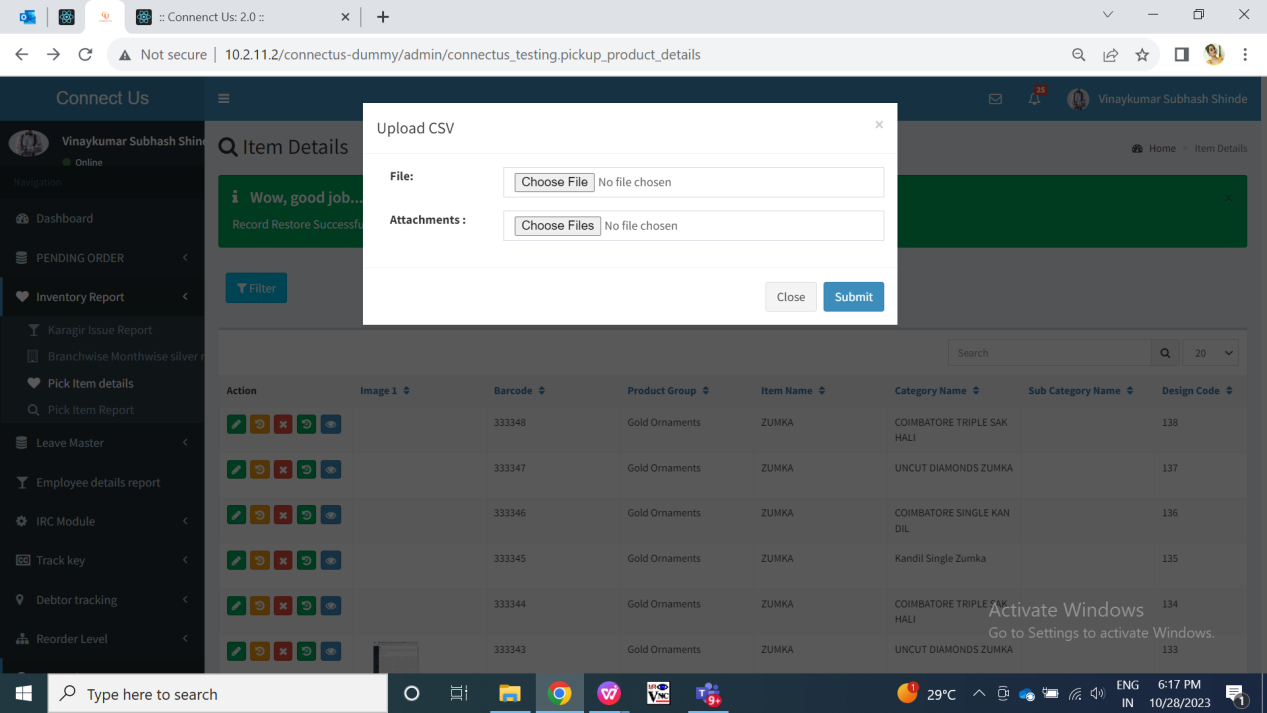 :: Connenct Us: 2.0 ::
Not secure | 10.2.11.2/connectus-dummy/admin/connectus_testing.pickup_product_details
Connect Us
25
Vinaykumar Subhash Shinde
Vinaykumar Subhash Shin
Online
Navigation
Dashboard
PENDING ORDER
Inventory Report
Karagir Issue Report
Branchwise Monthwise silver r
Pick Item details
Pick Item Report
Leave Master
Employee details report
IRC Module
Track key
Debtor tracking
Reorder Level
Item Details
Home > Item Details
Wow, good job...
Record Restore Successfu
Filter
Upload CSV
×
File:
Choose File No file chosen
Attachments :
Choose Files No file chosen
Close Submit
Search 20
Action Image 1 Barcode Product Group Item Name Category Name Sub Category Name Design Code
333348 Gold Ornaments ZUMKA COIMBATORE TRIPLE SAK 138
HALI
333347 Gold Ornaments ZUMKA UNCUT DIAMONDS ZUMKA 137
333346 Gold Ornaments ZUMKA COIMBATORE SINGLE KAN 136
DIL
333345 Gold Ornaments ZUMKA Kandil Single Zumka 135
333344 Gold Ornaments ZUMKA COIMBATORE TRIPLE SAK 134
HALI
333343 Gold Ornaments ZUMKA UNCUT DIAMONDS ZUMKA 133
Activate Windows
Go to Settings to activate Windows.
Type here to search
9+
1
29°C
ENG
IN
6:17 PM
10/28/2023
1